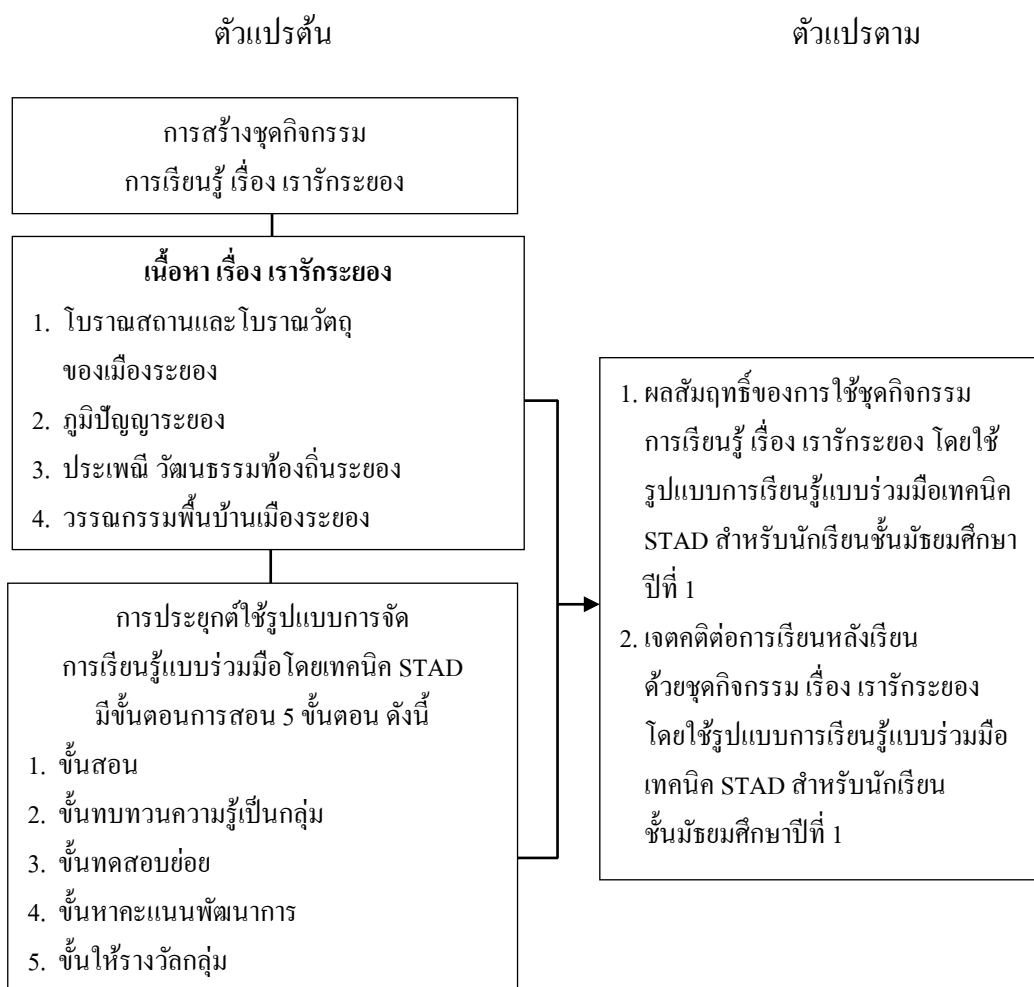 ตัวแปรต้น
ตัวแปรตาม
การสร้างชุดกิจกรรม
การเรียนรู้ เรื่อง เรารักระยอง
เนื้อหา เรื่อง เรารักระยอง
1. โบราณสถานและโบราณวัตถุ
ของเมืองระยอง
2. ภูมิปัญญาระยอง
3. ประเพณี วัฒนธรรมท้องถิ่นระยอง
4. วรรณกรรมพื้นบ้านเมืองระยอง
การประยุกต์ใช้รูปแบบการจัด
การเรียนรู้แบบร่วมมือโดยเทคนิค STAD
มีขั้นตอนการสอน 5 ขั้นตอน ดังนี้
1. ขั้นสอน
2. ขั้นทบทวนความรู้เป็นกลุ่ม
3. ขั้นทดสอบย่อย
4. ขั้นหาคะแนนพัฒนาการ
5. ขั้นให้รางวัลกลุ่ม
1. ผลสัมฤทธิ์ของการใช้ชุดกิจกรรม
การเรียนรู้ เรื่อง เรารักระยอง โดยใช้
รูปแบบการเรียนรู้แบบร่วมมือเทคนิค
STAD สำหรับนักเรียนชั้นมัธยมศึกษา
ปีที่ 1
2. เจตคติต่อการเรียนหลังเรียน
ด้วยชุดกิจกรรม เรื่อง เรารักระยอง
โดยใช้รูปแบบการเรียนรู้แบบร่วมมือ
เทคนิค STAD สำหรับนักเรียน
ชั้นมัธยมศึกษาปีที่ 1